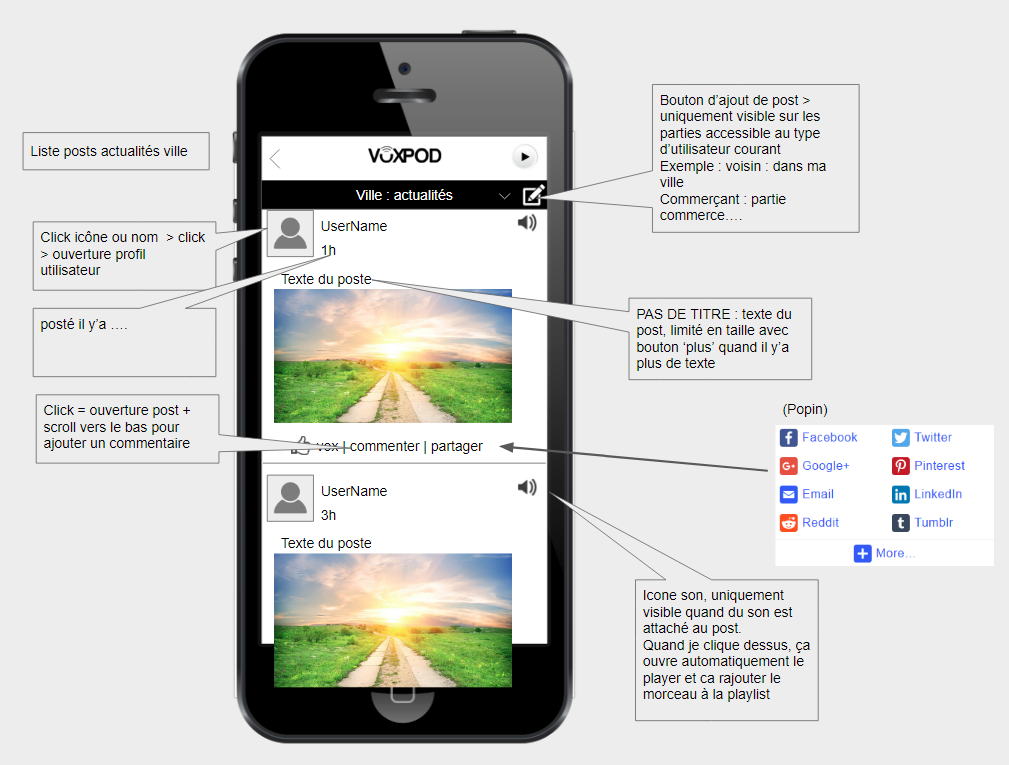 Liste posts actualités ville
Click icône ou nom  > click
> ouverture profil
utilisateur
posté il y'a ….
Click = ouverture post +
scroll vers le bas pour
ajouter un commentaire
VOXPOD
Ville : actualités
UserName
1h
Texte du poste
vox | commenter | partager
UserName
3h
Texte du poste
Bouton d'ajout de post >
uniquement visible sur les
parties accessible au type
d'utilisateur courant
Exemple : voisin : dans ma
ville
Commerçant : partie
commerce….
PAS DE TITRE : texte du
post, limité en taille avec
bouton 'plus' quand il y'a
plus de texte
(Popin)
Facebook
Twitter
Google+
Pinterest
Email
LinkedIn
Reddit
Tumblr
More...
Icone son, uniquement
visible quand du son est
attaché au post.
Quand je clique dessus, ça
ouvre automatiquement le
player et ca rajouter le
morceau à la playlist